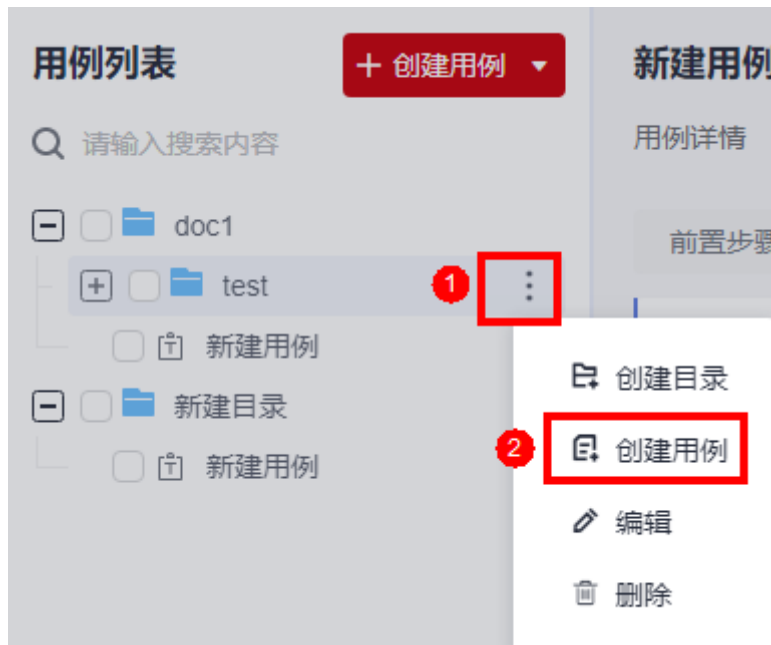 用例列表
创建用例
新建用例
请输入搜索内容
用例详情
doc1
前置步骤
test
1
新建用例
创建目录
新建目录
2
创建用例
新建用例
编辑
删除